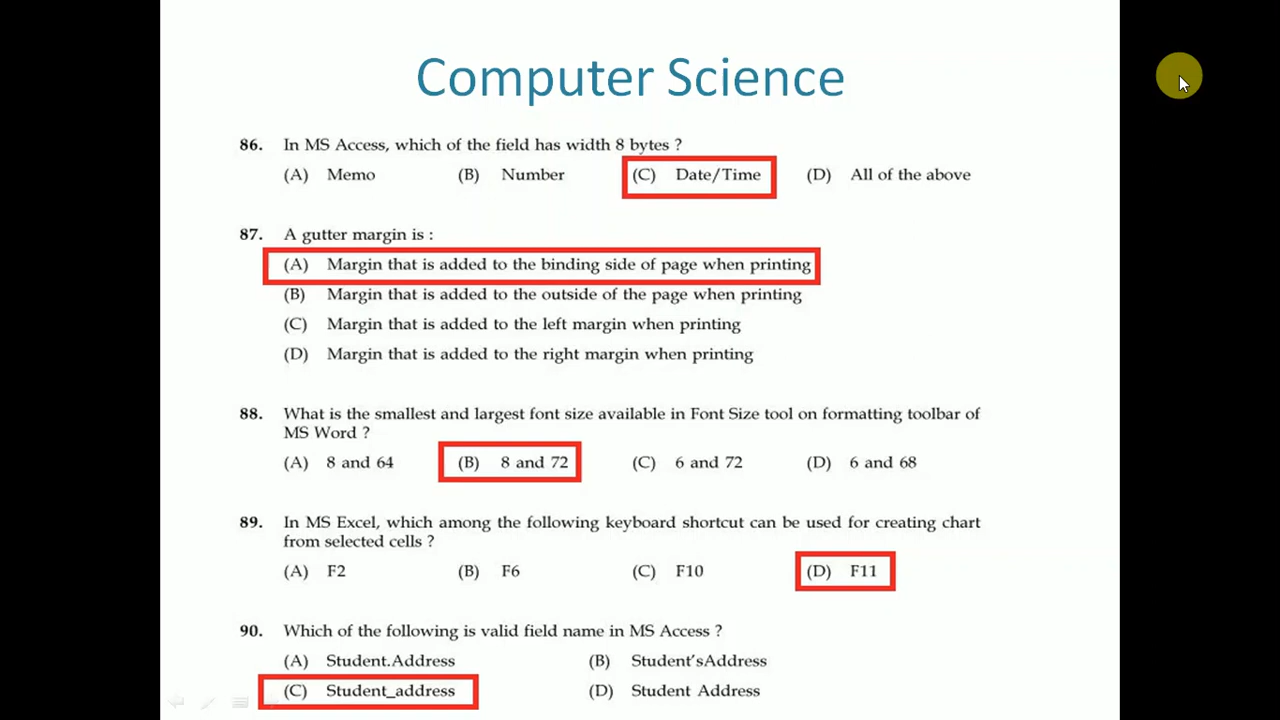 Computer Science
86. In MS Access, which of the field has width 8 bytes ?
(A) Memo (B) Number (C) Date/Time (D) All of the above
87. A gutter margin is :
(A) Margin that is added to the binding side of page when printing
(B) Margin that is added to the outside of the page when printing
(C) Margin that is added to the left margin when printing
(D) Margin that is added to the right margin when printing
88. What is the smallest and largest font size available in Font Size tool on formatting toolbar of
MS Word ?
(A) 8 and 64 (B) 8 and 72 (C) 6 and 72 (D) 6 and 68
89. In MS Excel, which among the following keyboard shortcut can be used for creating chart
from selected cells ?
(A) F2 (B) F6 (C) F10 (D) F11
90. Which of the following is valid field name in MS Access ?
(A) Student.Address (B) Student'sAddress
(C) Student_address (D) Student Address